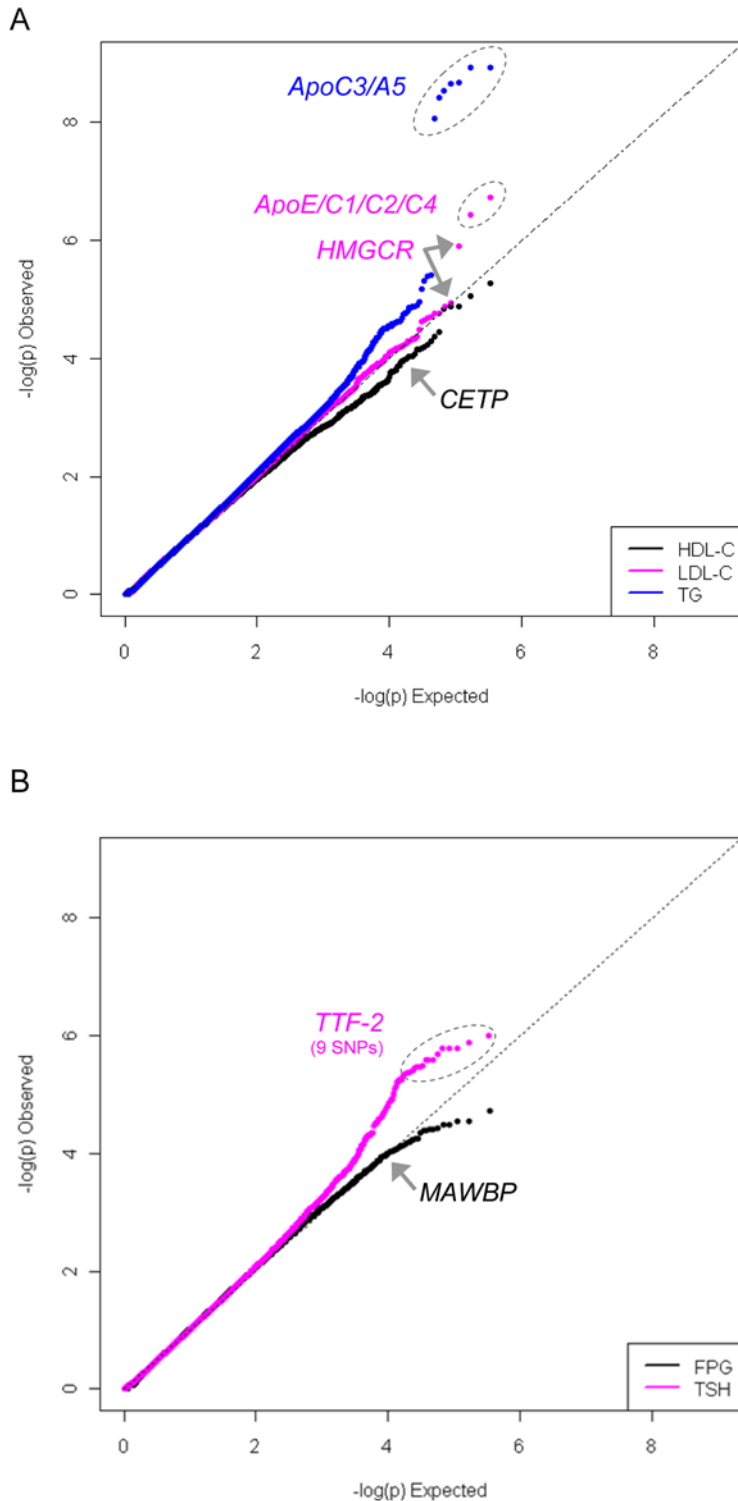 A
ApoC3/A5
ApoE/C1/C2/C4
HMGCR
CETP
-log(p) Observed
0
2
4
6
8
HDL-C
LDL-C
TG
0 2 4 6 8
-log(p) Expected
B
TTF-2
(9 SNPs)
MAWBP
-log(p) Observed
0
2
4
6
8
FPG
TSH
0 2 4 6 8
-log(p) Expected